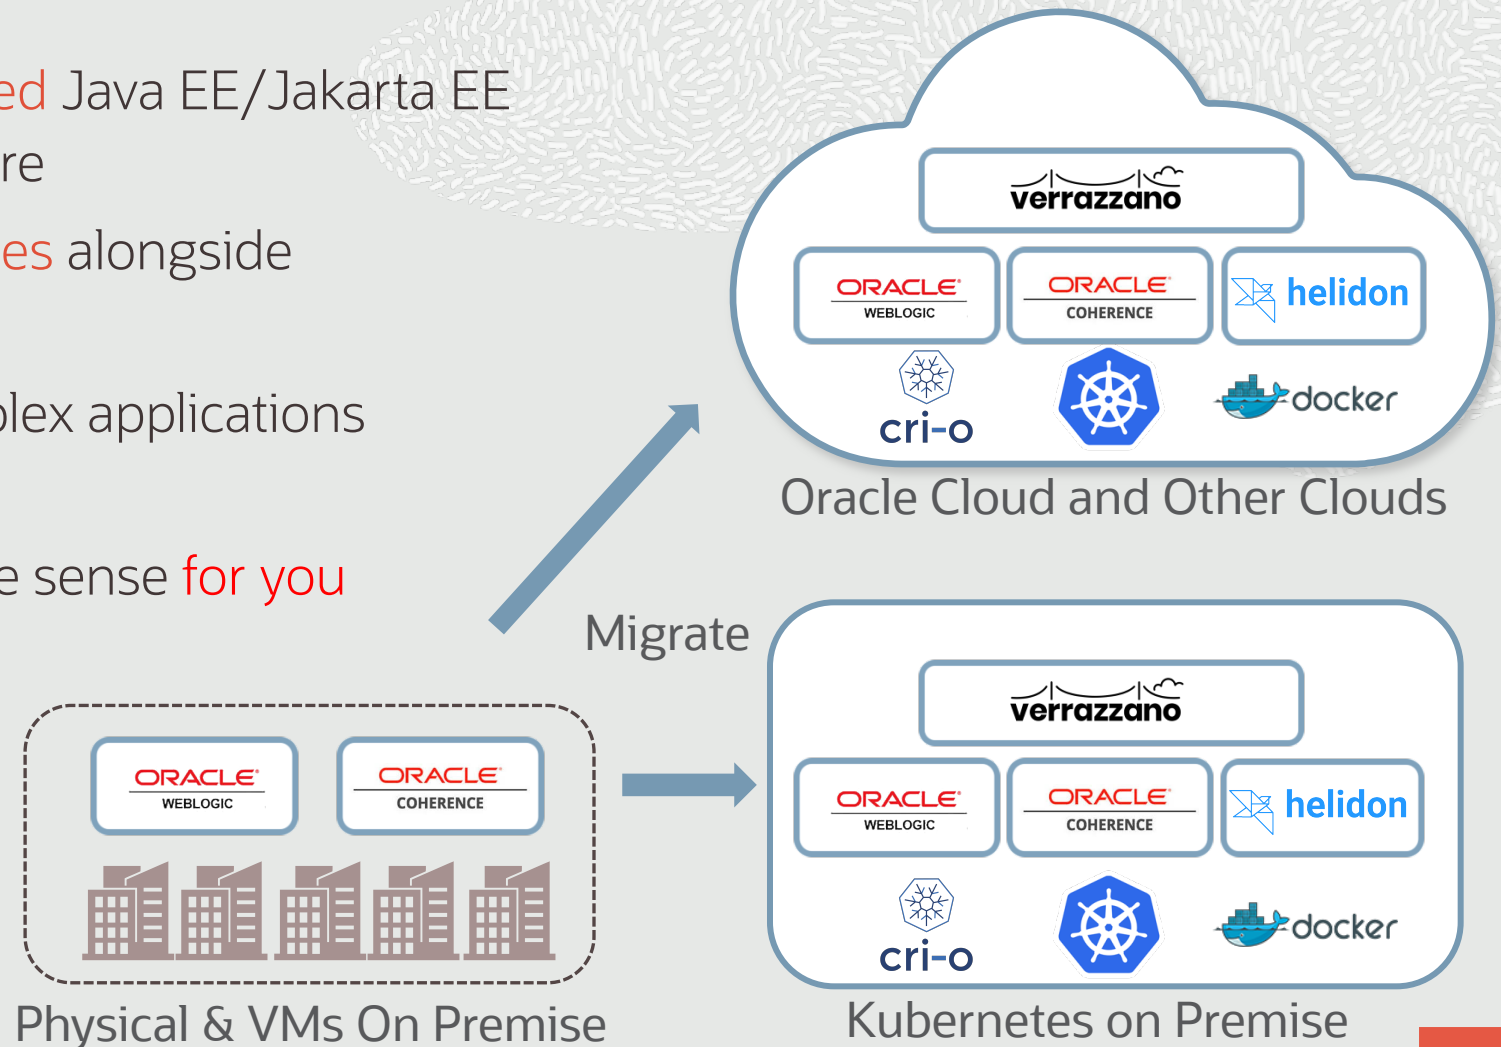 ed Java EE/Jakarta EE
re
es alongside
plex applications
e sense for you
verrazzano
ORACLE
WEBLOGIC
ORACLE
COHERENCE
helidon
cri-o
docker
Oracle Cloud and Other Clouds
Migrate
verrazzano
ORACLE
WEBLOGIC
ORACLE
COHERENCE
helidon
cri-o
docker
Kubernetes on Premise
ORACLE
WEBLOGIC
ORACLE
COHERENCE
Physical & VMs On Premise